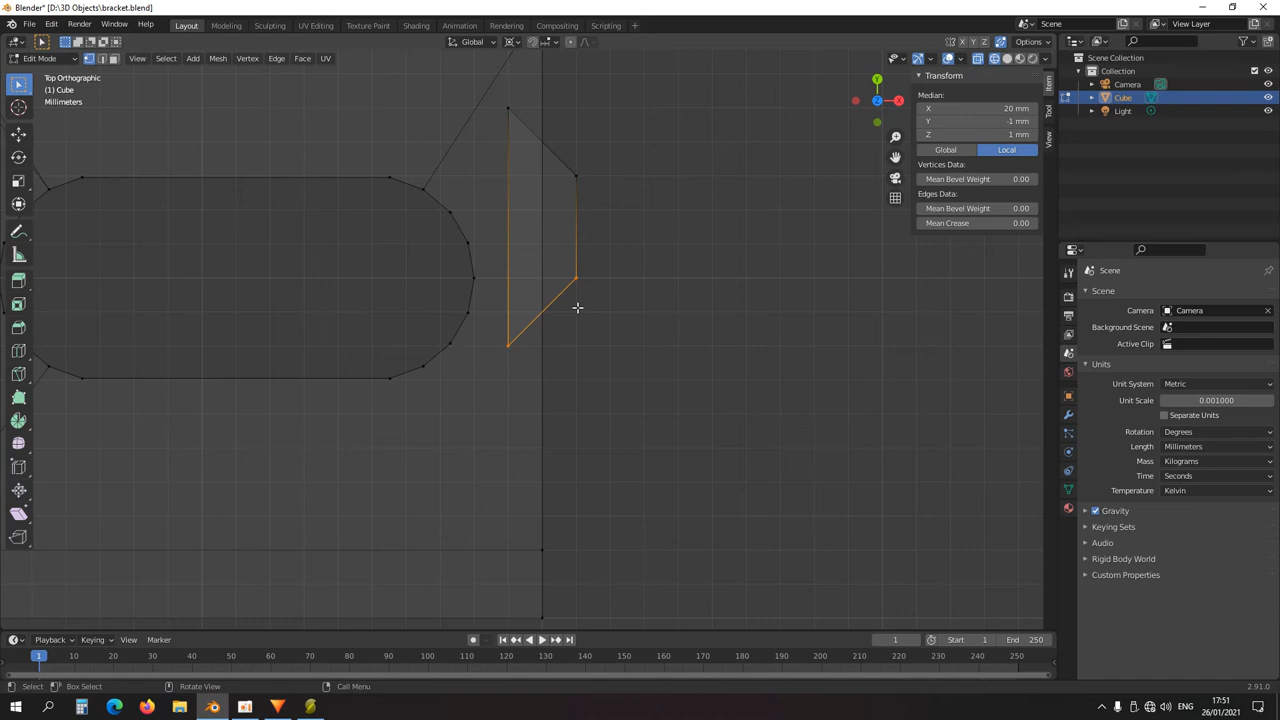 Blender* [D:\3D Objects\bracket.blend]
File Edit Render Window Help Layout Modeling Sculpting UV Editing Texture Paint Shading Animation Rendering Compositing Scripting Scene View Layer
Global X Y Z Options
Edit Mode View Select Add Mesh Vertex Edge Face UV
Top Orthographic
(1) Cube
Millimeters
Y
X
Z
Transform
Median:
X 20 mm
Y -1 mm
Z 1 mm
Global Local
Vertices Data:
Mean Bevel Weight 0.00
Edges Data:
Mean Bevel Weight 0.00
Mean Crease 0.00
Item
Tool
View
Scene Collection
Collection
Camera
Cube
Light
Scene
Scene
Camera Camera
Background Scene
Active Clip
Units
Unit System Metric
Unit Scale 0.001000
Separate Units
Rotation Degrees
Length Millimeters
Mass Kilograms
Time Seconds
Temperature Kelvin
Gravity
Keying Sets
Audio
Rigid Body World
Custom Properties
Playback Keying View Marker 1 Start 1 End 250
1 10 20 30 40 50 60 70 80 90 100 110 120 130 140 150 160 170 180 190 200 210 220 230 240 250
Select Box Select Rotate View Call Menu 2.91.0
ENG 17:51
26/01/2021